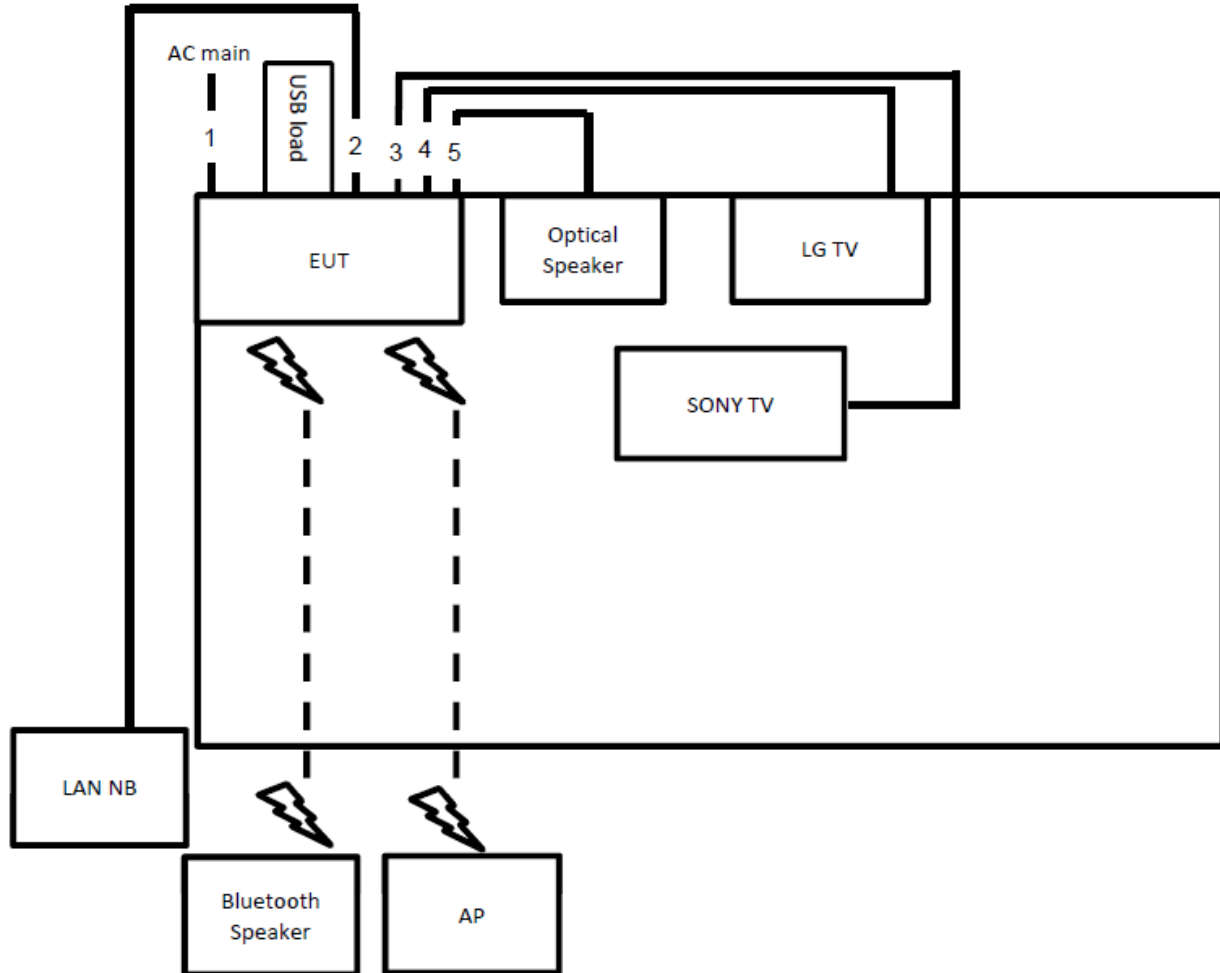 AC main
USB load
1
2
3
4
5
EUT
Optical
Speaker
LG TV
SONY TV
LAN NB
Bluetooth
Speaker
AP